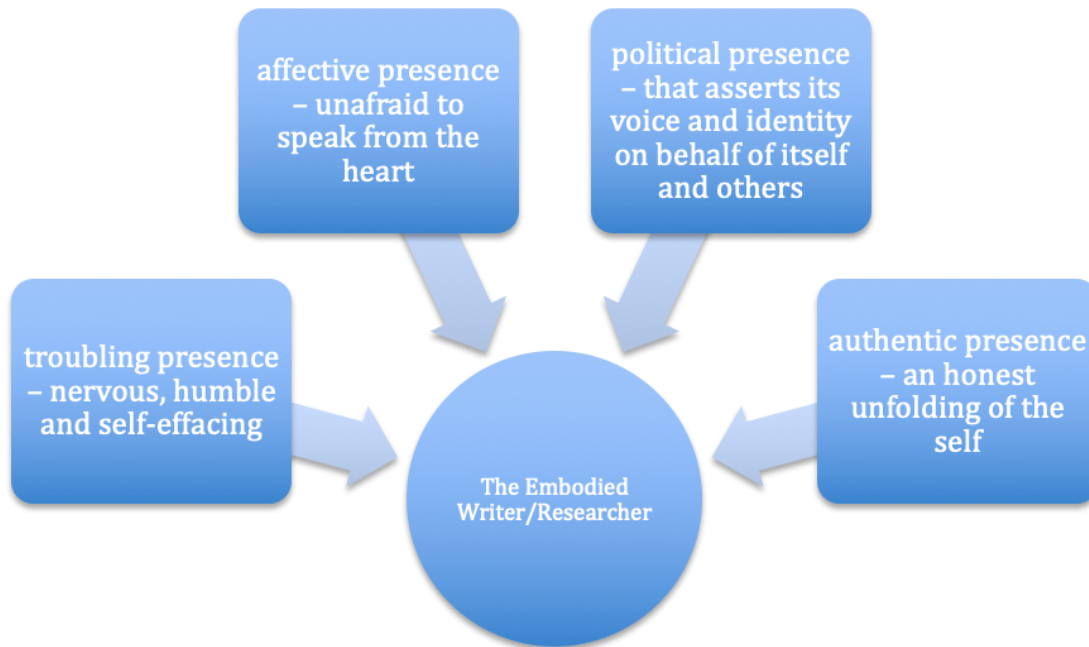 affective presence
– unafraid to
speak from the
heart
political presence
– that asserts its
voice and identity
on behalf of itself
and others
troubling presence
– nervous, humble
and self-effacing
authentic presence
– an honest
unfolding of the
self
The Embodied
Writer/Researcher